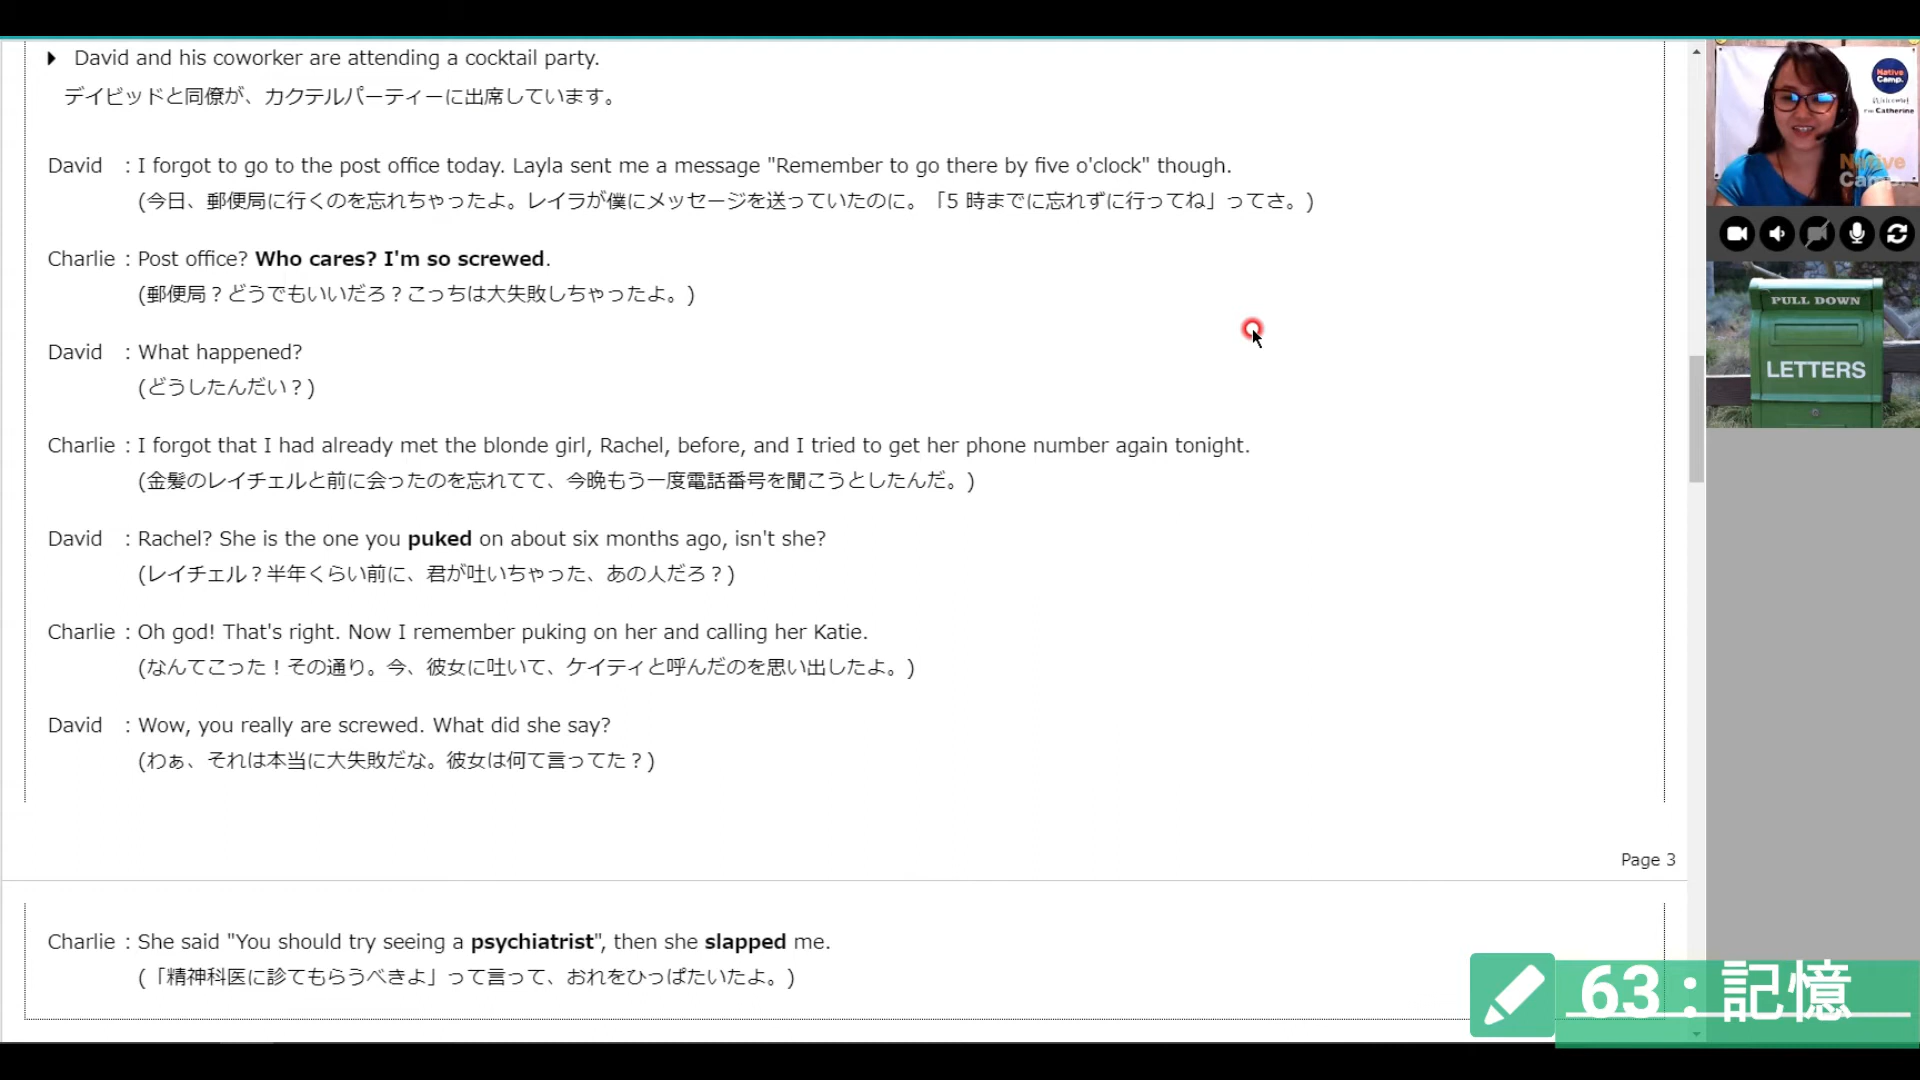 David and his coworker are attending a cocktail party.
デイビッドと同僚が、カクテルパーティーに出席しています。
David : I forgot to go to the post office today. Layla sent me a message "Remember to go there by five o'clock" though.
(今日、郵便局に行くのを忘れちゃったよ。レイラが僕にメッセージを送っていたのに。「5 時までに忘れずに行ってね」ってさ。)
Charlie : Post office? Who cares? I'm so screwed.
(郵便局？どうでもいいだろ？こっちは大失敗しちゃったよ。)
David : What happened?
(どうしたんだい？)
Charlie : I forgot that I had already met the blonde girl, Rachel, before, and I tried to get her phone number again tonight.
(金髪のレイチェルと前に会ったのを忘れてて、今晩もう一度電話番号を聞こうとしたんだ。)
David : Rachel? She is the one you puked on about six months ago, isn't she?
(レイチェル？半年くらい前に、君が吐いちゃった、あの人だろ？)
Charlie : Oh god! That's right. Now I remember puking on her and calling her Katie.
(なんてこった！その通り。今、彼女に吐いて、ケイティと呼んだのを思い出したよ。)
David : Wow, you really are screwed. What did she say?
(わぁ、それは本当に大失敗だな。彼女は何て言ってた？)
Page 3
Charlie : She said "You should try seeing a psychiatrist", then she slapped me.
(「精神科医に診てもらうべきよ」って言って、おれをひっぱたいたよ。)
Native
Camp.
Catherine
Native
Camp.
PULL DOWN
LETTERS
63：記憶